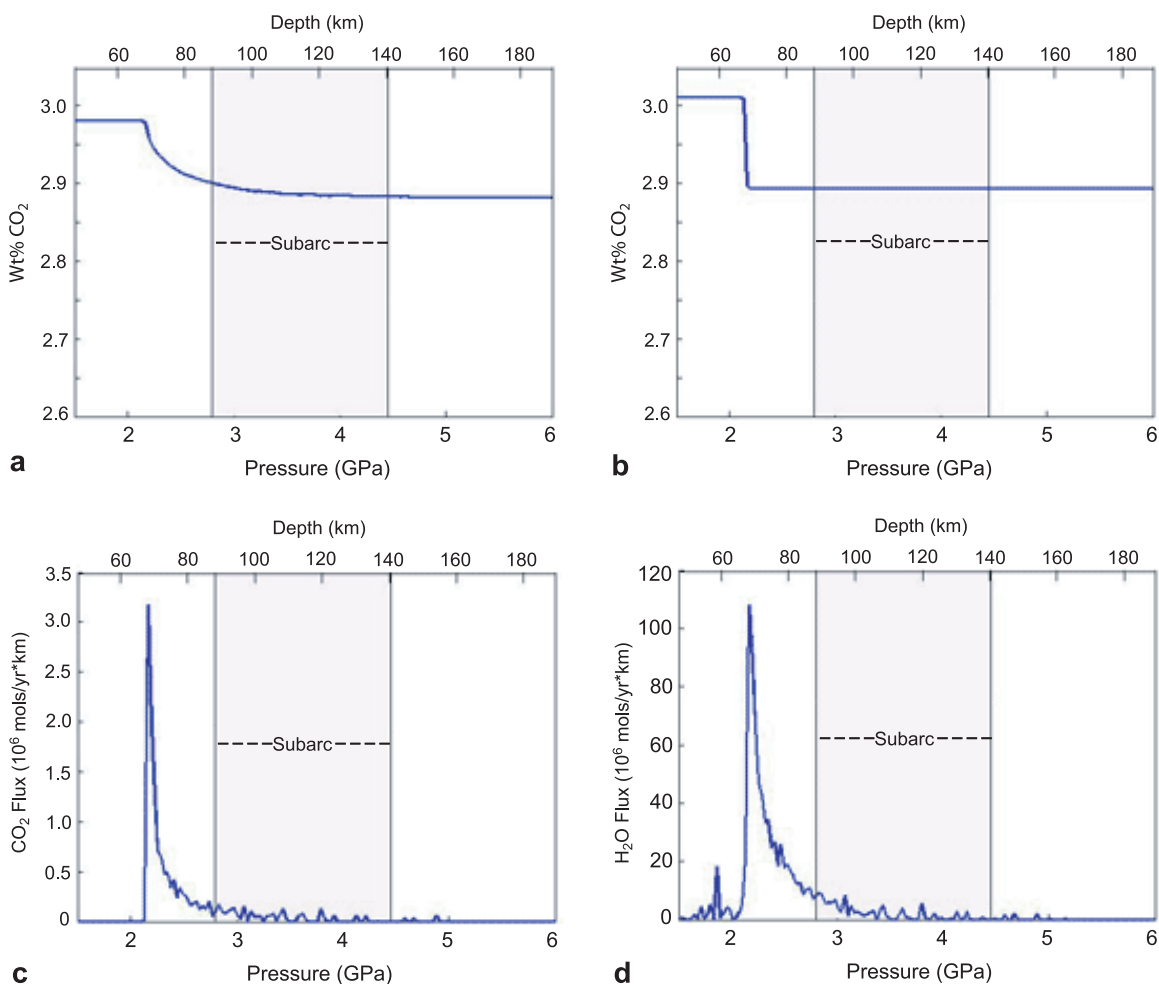 Depth (km)
60 80 100 120 140 160 180
3.0
2.9
2.8
2.7
2.6
Wt% CO2
Subarc
2 3 4 5 6
a
Pressure (GPa)
Depth (km)
60 80 100 120 140 160 180
3.0
2.9
2.8
2.7
2.6
Wt% CO2
Subarc
2 3 4 5 6
b
Pressure (GPa)
Depth (km)
60 80 100 120 140 160 180
3.5
3.0
2.5
2.0
1.5
1.0
0.5
0
CO2 Flux (10^6 mols/yr*km)
Subarc
2 3 4 5 6
c
Pressure (GPa)
Depth (km)
60 80 100 120 140 160 180
120
100
80
60
40
20
0
H2O Flux (10^6 mols/yr*km)
Subarc
2 3 4 5 6
d
Pressure (GPa)